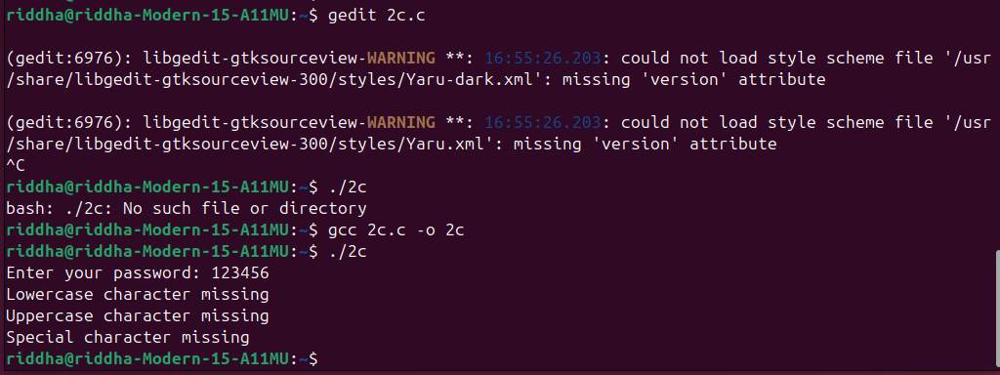 riddha@riddha-Modern-15-A11MU:~$ gedit 2c.c
(gedit:6976): libgedit-gtksourceview-WARNING **: 16:55:26.203: could not load style scheme file '/usr
/share/libgedit-gtksourceview-300/styles/Yaru-dark.xml': missing 'version' attribute
(gedit:6976): libgedit-gtksourceview-WARNING **: 16:55:26.203: could not load style scheme file '/usr
/share/libgedit-gtksourceview-300/styles/Yaru.xml': missing 'version' attribute
^C
riddha@riddha-Modern-15-A11MU:~$ ./2c
bash: ./2c: No such file or directory
riddha@riddha-Modern-15-A11MU:~$ gcc 2c.c -o 2c
riddha@riddha-Modern-15-A11MU:~$ ./2c
Enter your password: 123456
Lowercase character missing
Uppercase character missing
Special character missing
riddha@riddha-Modern-15-A11MU:~$